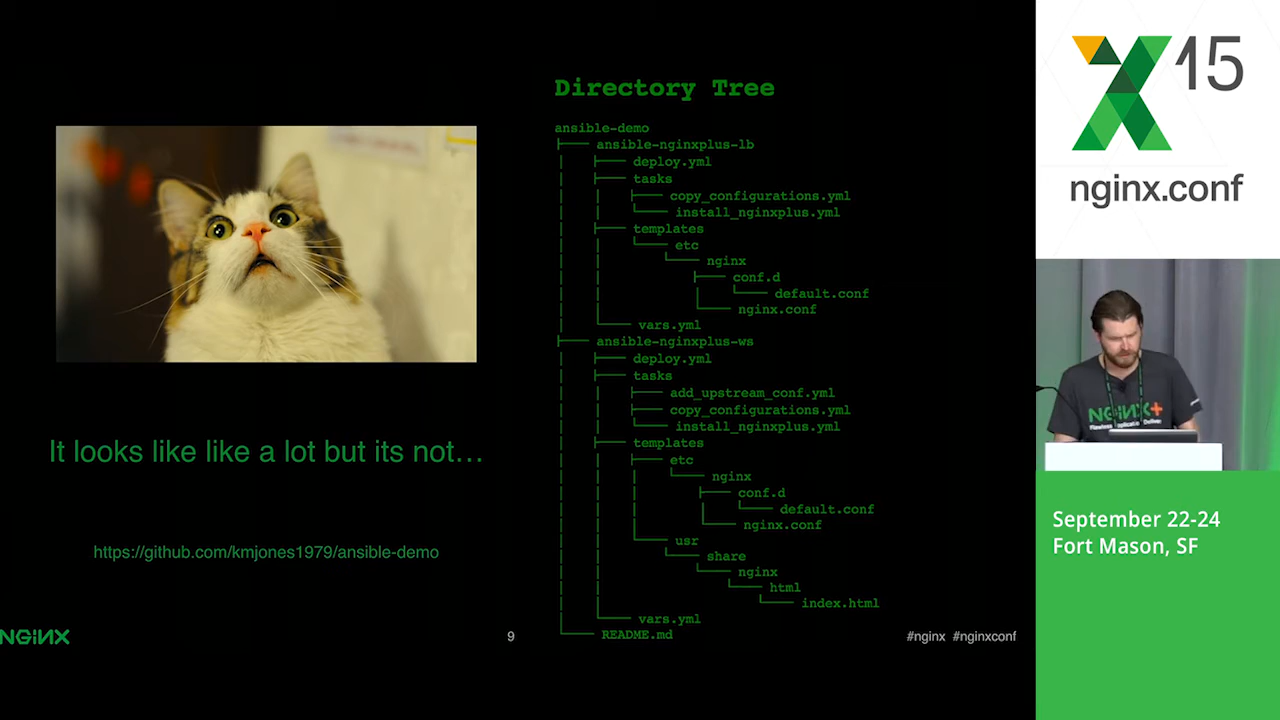 It looks like like a lot but its not...
https://github.com/kmjones1979/ansible-demo
NGINX
9
Directory Tree
ansible-demo
├── ansible-nginxplus-lb
│   ├── deploy.yml
│   ├── tasks
│   │   ├── copy_configurations.yml
│   │   └── install_nginxplus.yml
│   ├── templates
│   │   └── etc
│   │       └── nginx
│   │           ├── conf.d
│   │           │   └── default.conf
│   │           └── nginx.conf
│   └── vars.yml
├── ansible-nginxplus-ws
│   ├── deploy.yml
│   ├── tasks
│   │   ├── add_upstream_conf.yml
│   │   ├── copy_configurations.yml
│   │   └── install_nginxplus.yml
│   ├── templates
│   │   ├── etc
│   │   │   └── nginx
│   │   │       ├── conf.d
│   │   │       │   └── default.conf
│   │   │       └── nginx.conf
│   │   └── usr
│   │       └── share
│   │           └── nginx
│   │               └── html
│   │                   └── index.html
│   └── vars.yml
└── README.md
#nginx #nginxconf
X15
nginx.conf
NGINX+
September 22-24
Fort Mason, SF